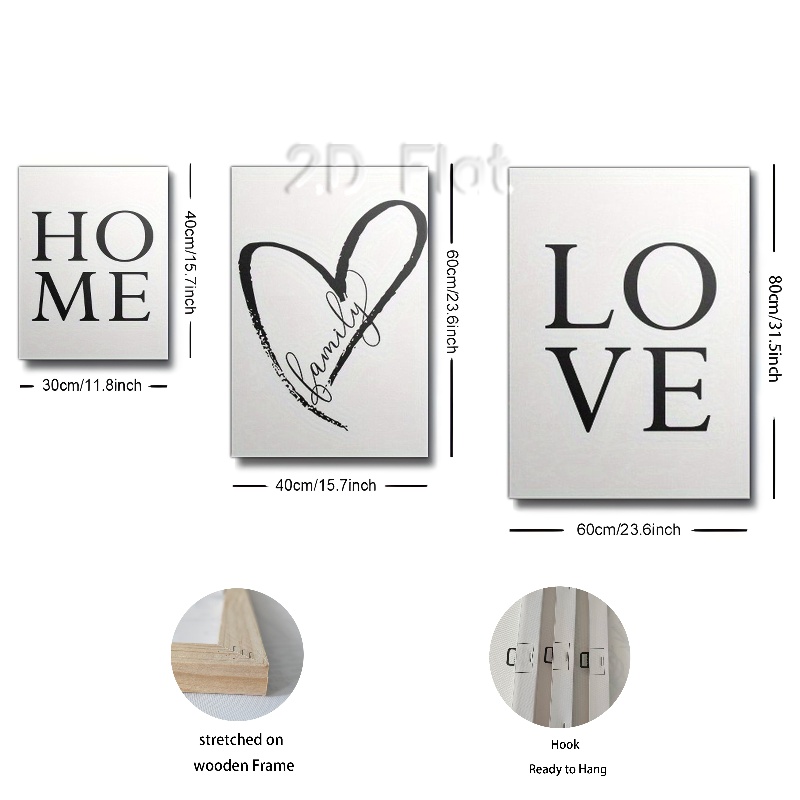 2D Flat
HO
ME
40cm/15.7inch
30cm/11.8inch
family
60cm/23.6inch
40cm/15.7inch
LO
VE
80cm/31.5inch
60cm/23.6inch
stretched on
wooden Frame
Hook
Ready to Hang